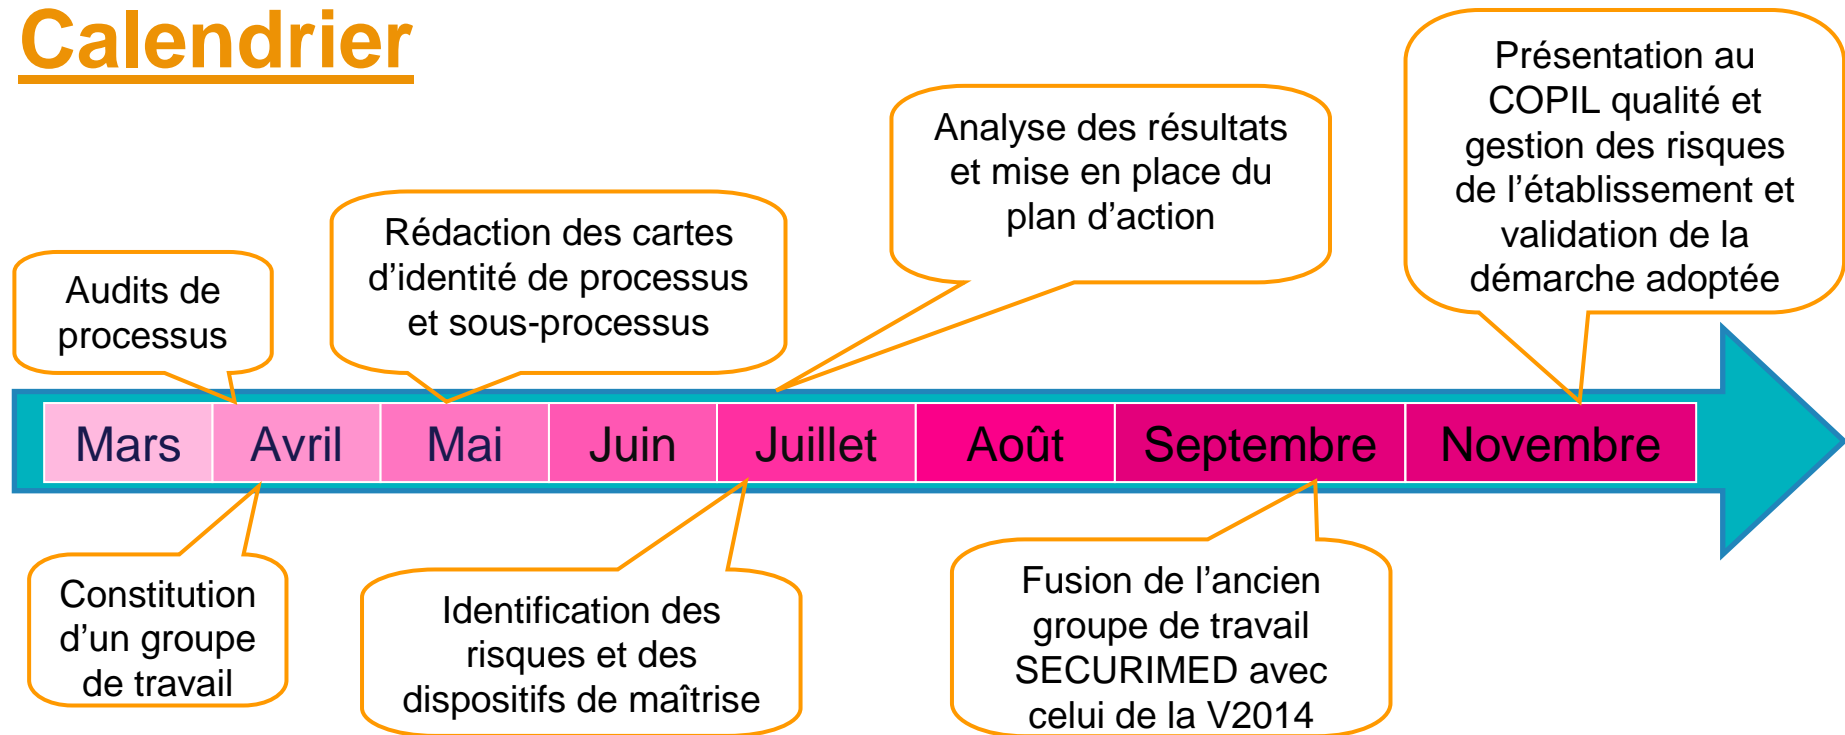 Calendrier
Présentation au
COPIL qualité et
gestion des risques
de l’établissement et
validation de la
démarche adoptée
Analyse des résultats
et mise en place du
plan d’action
Rédaction des cartes
d’identité de processus
et sous-processus
Audits de
processus
Mars Avril Mai Juin Juillet Août Septembre Novembre
Constitution
d’un groupe
de travail
Identification des
risques et des
dispositifs de maîtrise
Fusion de l’ancien
groupe de travail
SECURIMED avec
celui de la V2014